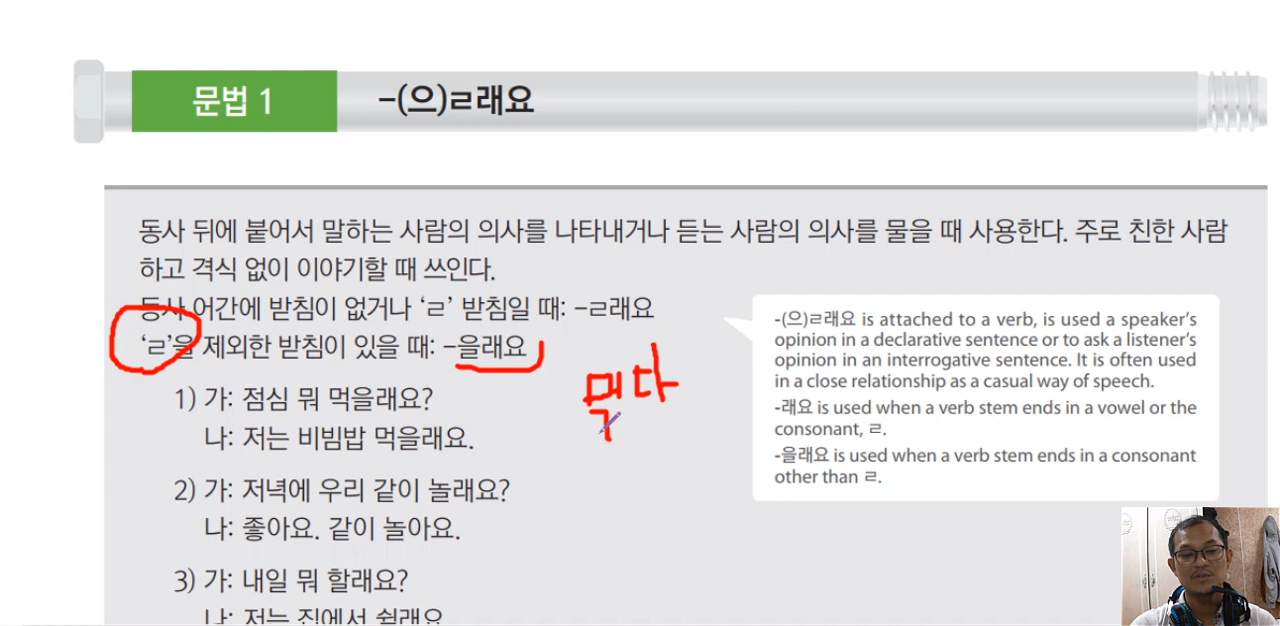 문법 1
-(으)ㄹ래요
동사 뒤에 붙어서 말하는 사람의 의사를 나타내거나 듣는 사람의 의사를 물을 때 사용한다. 주로 친한 사람
하고 격식 없이 이야기할 때 쓰인다.
동사 어간에 받침이 없거나 ‘ㄹ’ 받침일 때: -ㄹ래요
‘ㄹ’을 제외한 받침이 있을 때: -을래요
1) 가: 점심 뭐 먹을래요?
나: 저는 비빔밥 먹을래요.
2) 가: 저녁에 우리 같이 놀래요?
나: 좋아요. 같이 놀아요.
3) 가: 내일 뭐 할래요?
나: 저는 집에서 쉴래요
먹다
-(으)ㄹ래요 is attached to a verb, is used a speaker’s
opinion in a declarative sentence or to ask a listener’s
opinion in an interrogative sentence. It is often used
in a close relationship as a casual way of speech.
-래요 is used when a verb stem ends in a vowel or the
consonant, ㄹ.
-을래요 is used when a verb stem ends in a consonant
other than ㄹ.